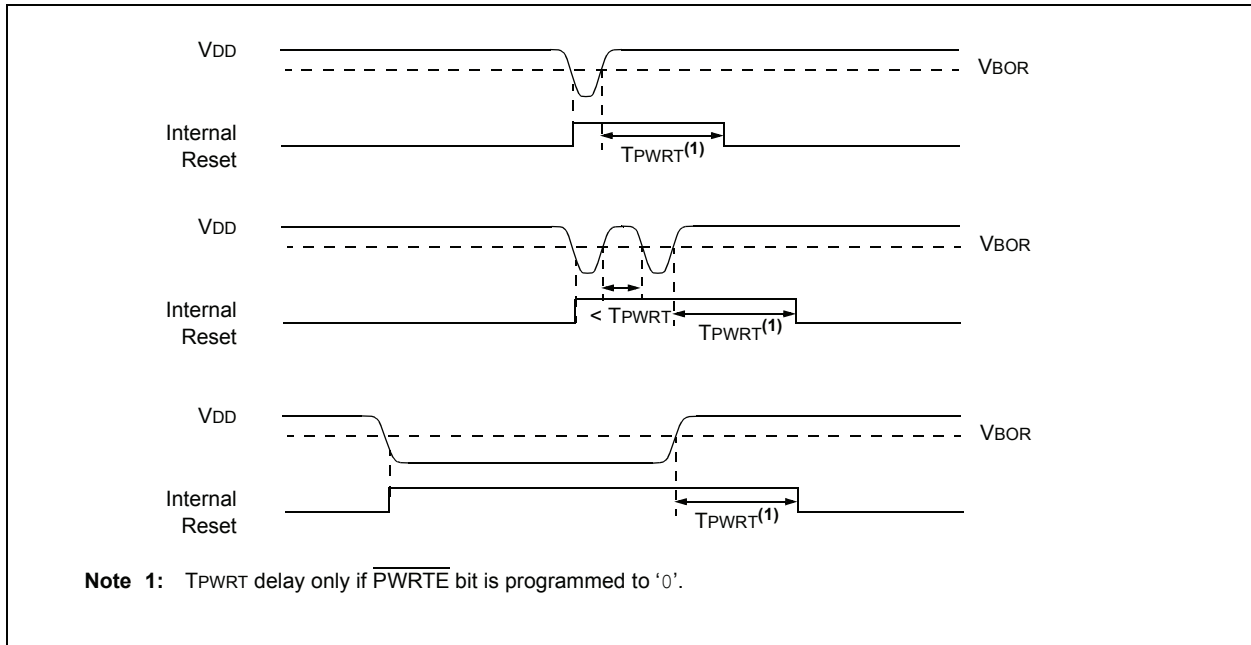 VDD
VBOR
Internal
Reset
TPWRT(1)
VDD
VBOR
Internal
Reset
< TPWRT
TPWRT(1)
VDD
VBOR
Internal
Reset
TPWRT(1)
Note 1: TPWRT delay only if P̅W̅R̅T̅E̅ bit is programmed to ‘0’.